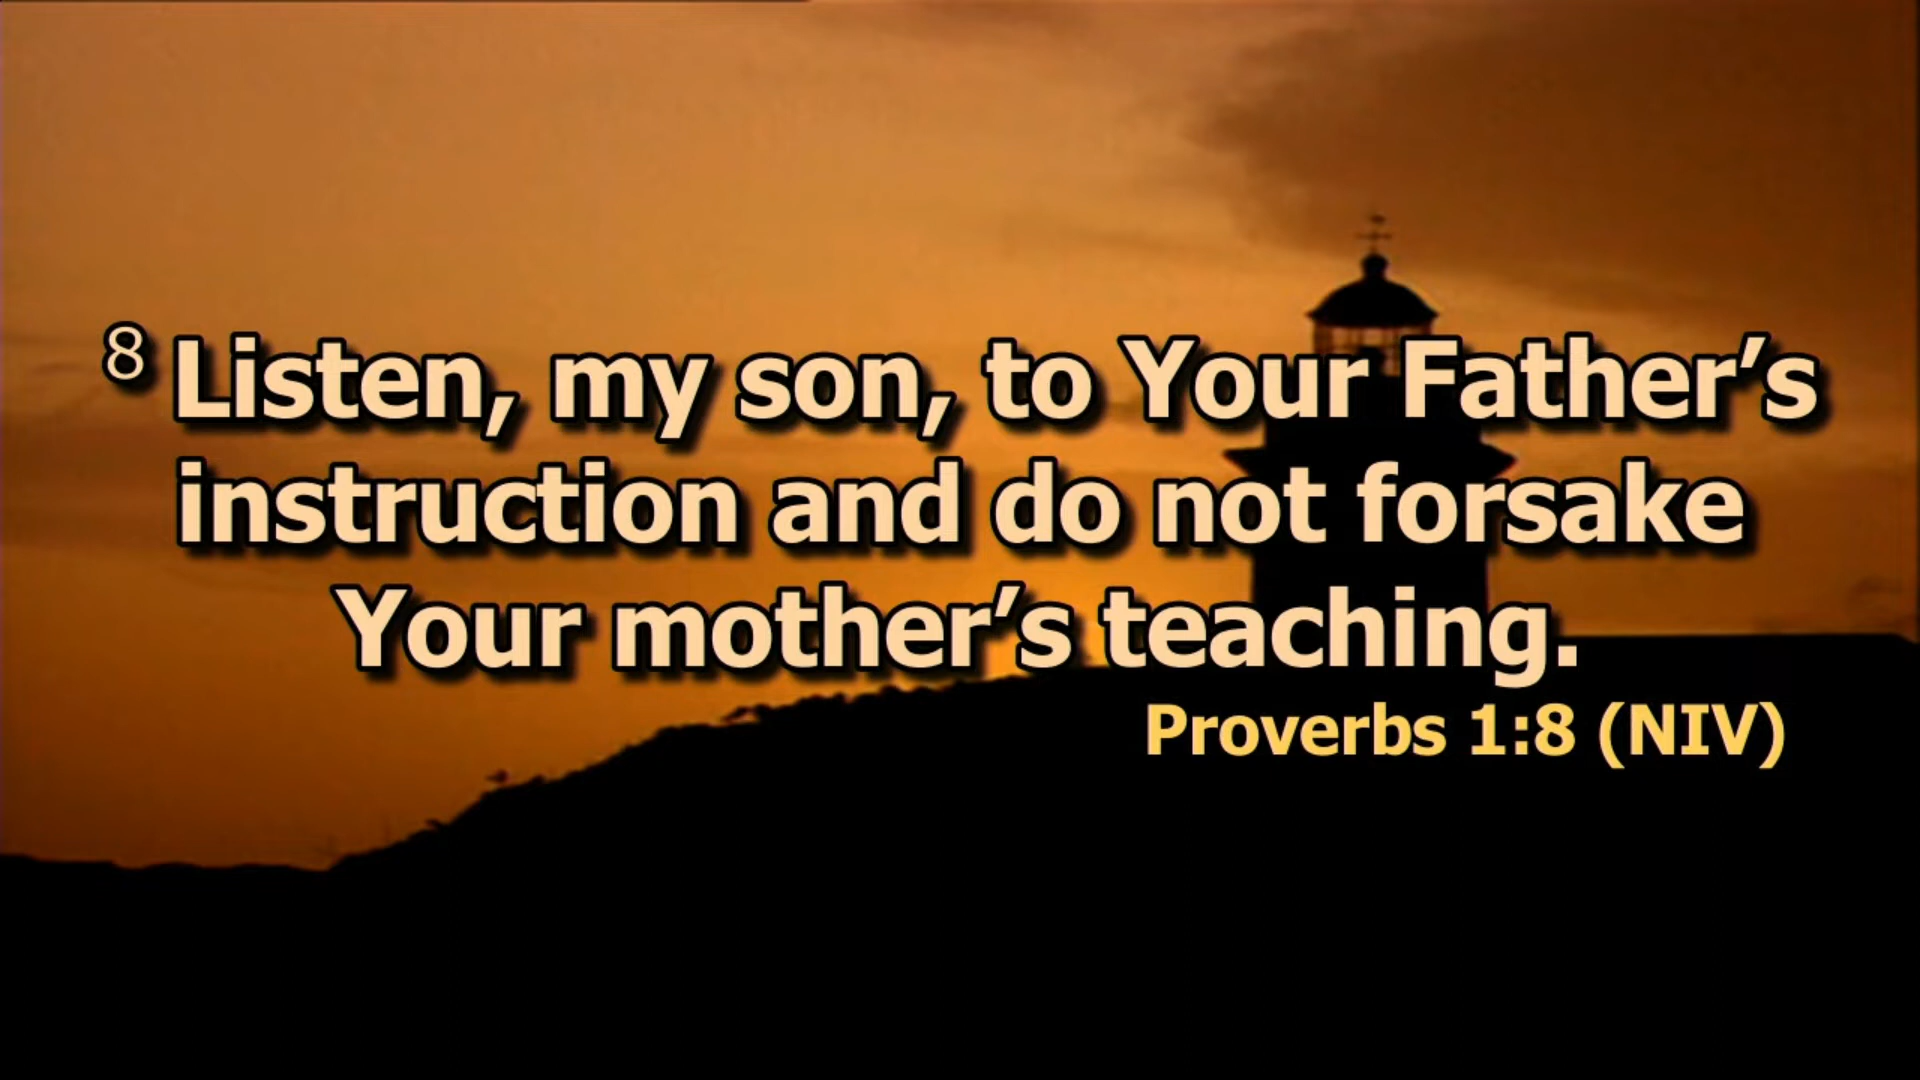 8 Listen, my son, to Your Father’s
instruction and do not forsake
Your mother’s teaching.
Proverbs 1:8 (NIV)